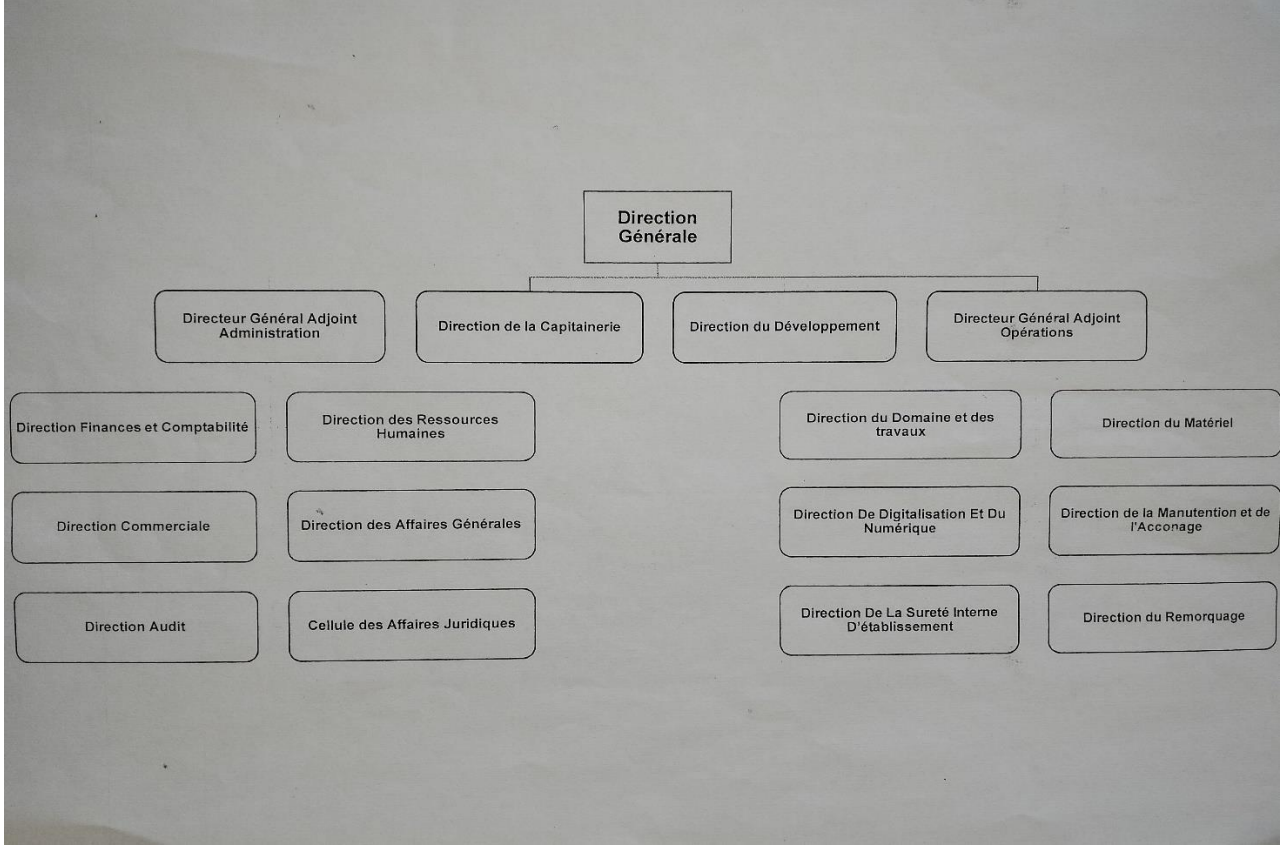 Direction
Générale
Directeur Général Adjoint
Administration
Direction de la Capitainerie
Direction du Développement
Directeur Général Adjoint
Opérations
Direction Finances et Comptabilité
Direction des Ressources
Humaines
Direction du Domaine et des
travaux
Direction du Matériel
Direction Commerciale
Direction des Affaires Générales
Direction De Digitalisation Et Du
Numérique
Direction de la Manutention et de
l'Acconage
Direction Audit
Cellule des Affaires Juridiques
Direction De La Sureté Interne
D'établissement
Direction du Remorquage